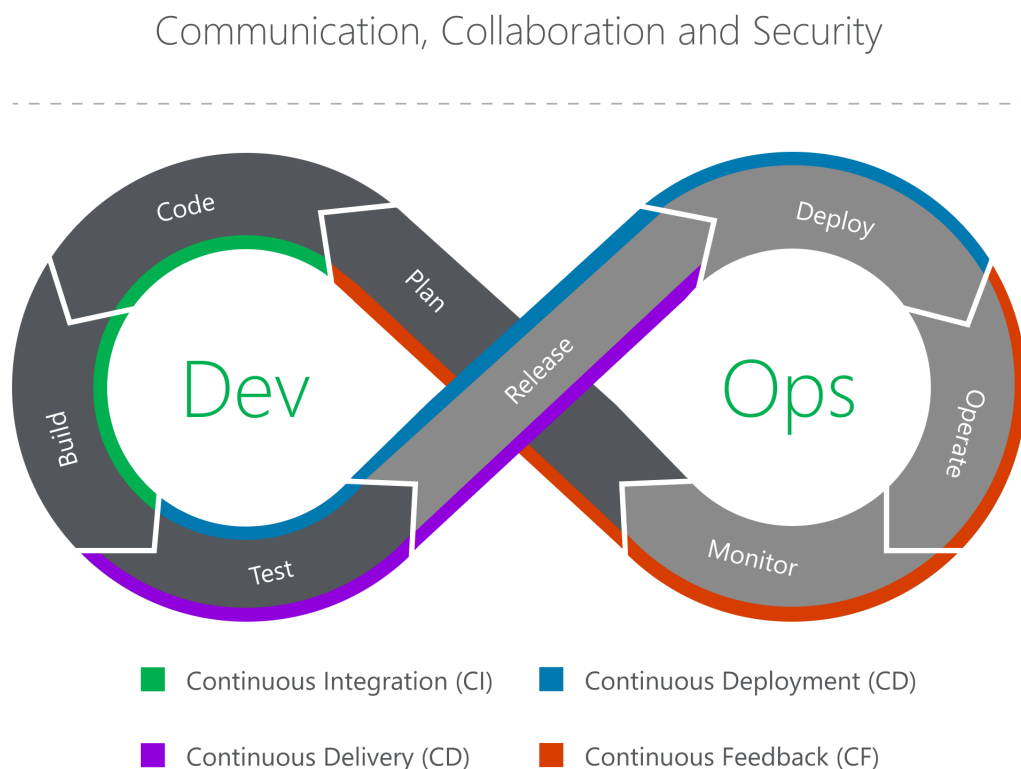 Communication, Collaboration and Security
Code
Plan
Build
Dev
Test
Release
Deploy
Ops
Operate
Monitor
Continuous Integration (CI)
Continuous Deployment (CD)
Continuous Delivery (CD)
Continuous Feedback (CF)